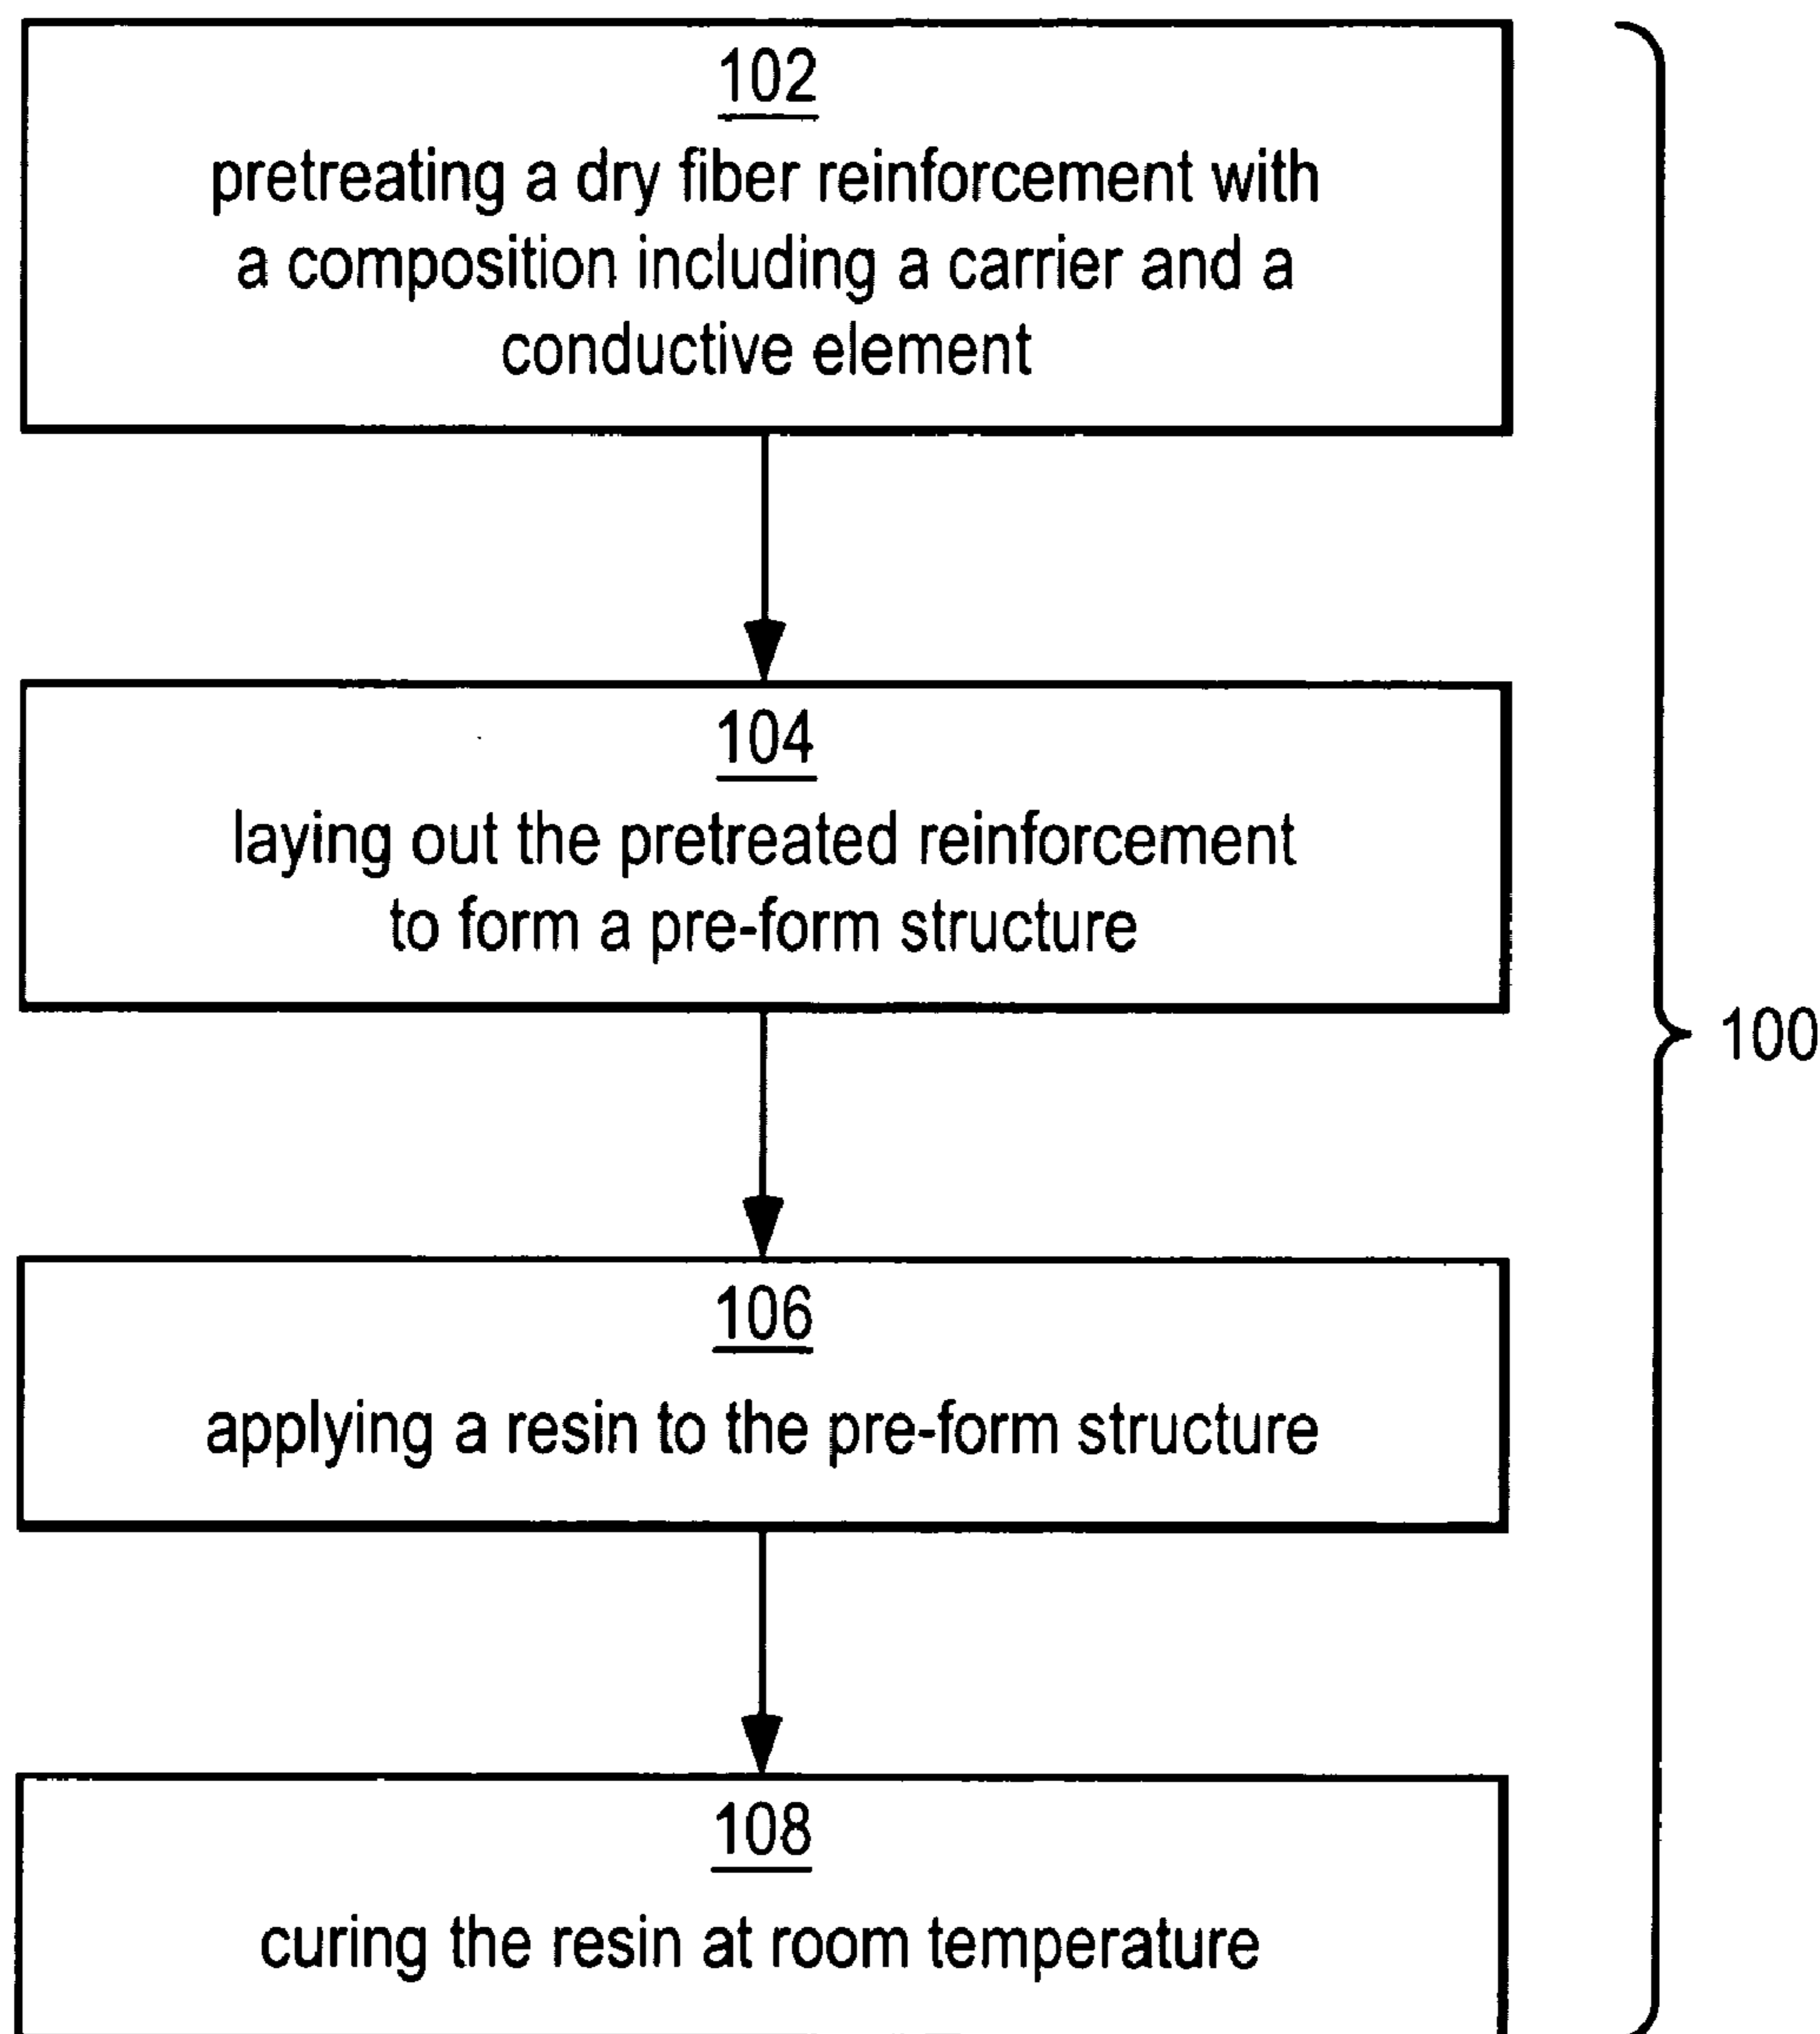 102
pretreating a dry fiber reinforcement with
a composition including a carrier and a
conductive element
104
laying out the pretreated reinforcement
to form a pre-form structure
100
106
applying a resin to the pre-form structure
108
curing the resin at room temperature